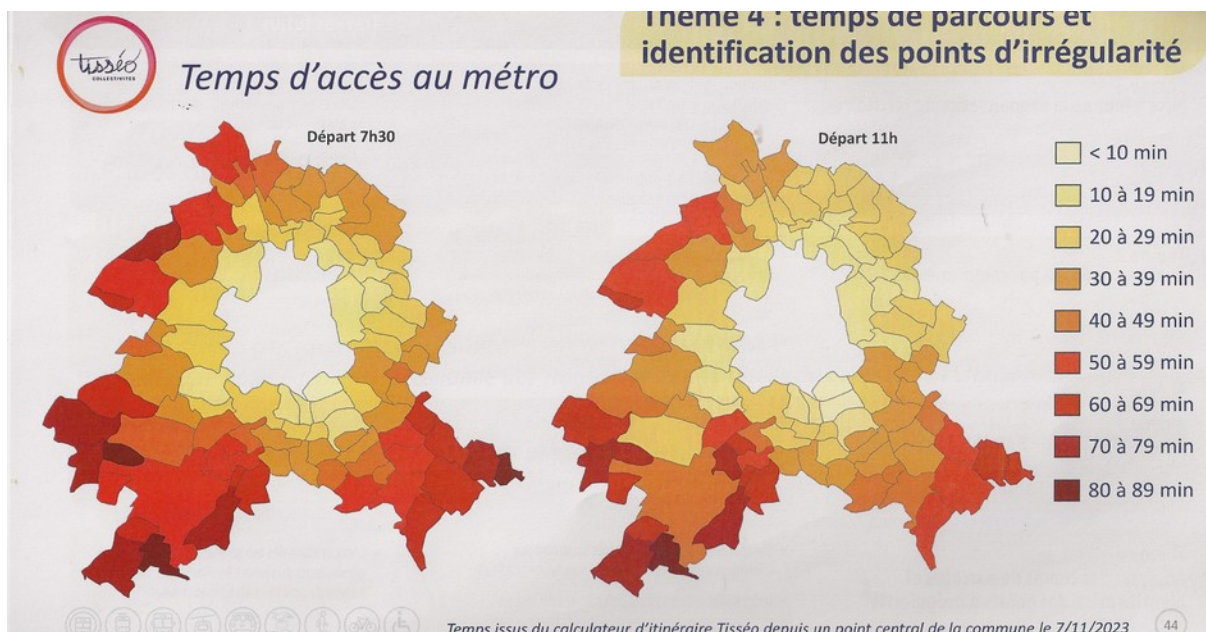 Thème 4 : temps de parcours et
identification des points d'irrégularité
tisséo
COLLECTIVITES
Temps d'accès au métro
Départ 7h30
Départ 11h
< 10 min
10 à 19 min
20 à 29 min
30 à 39 min
40 à 49 min
50 à 59 min
60 à 69 min
70 à 79 min
80 à 89 min
Temps issus du calculateur d'itinéraire Tisséo depuis un point central de la commune le 7/11/2023
44